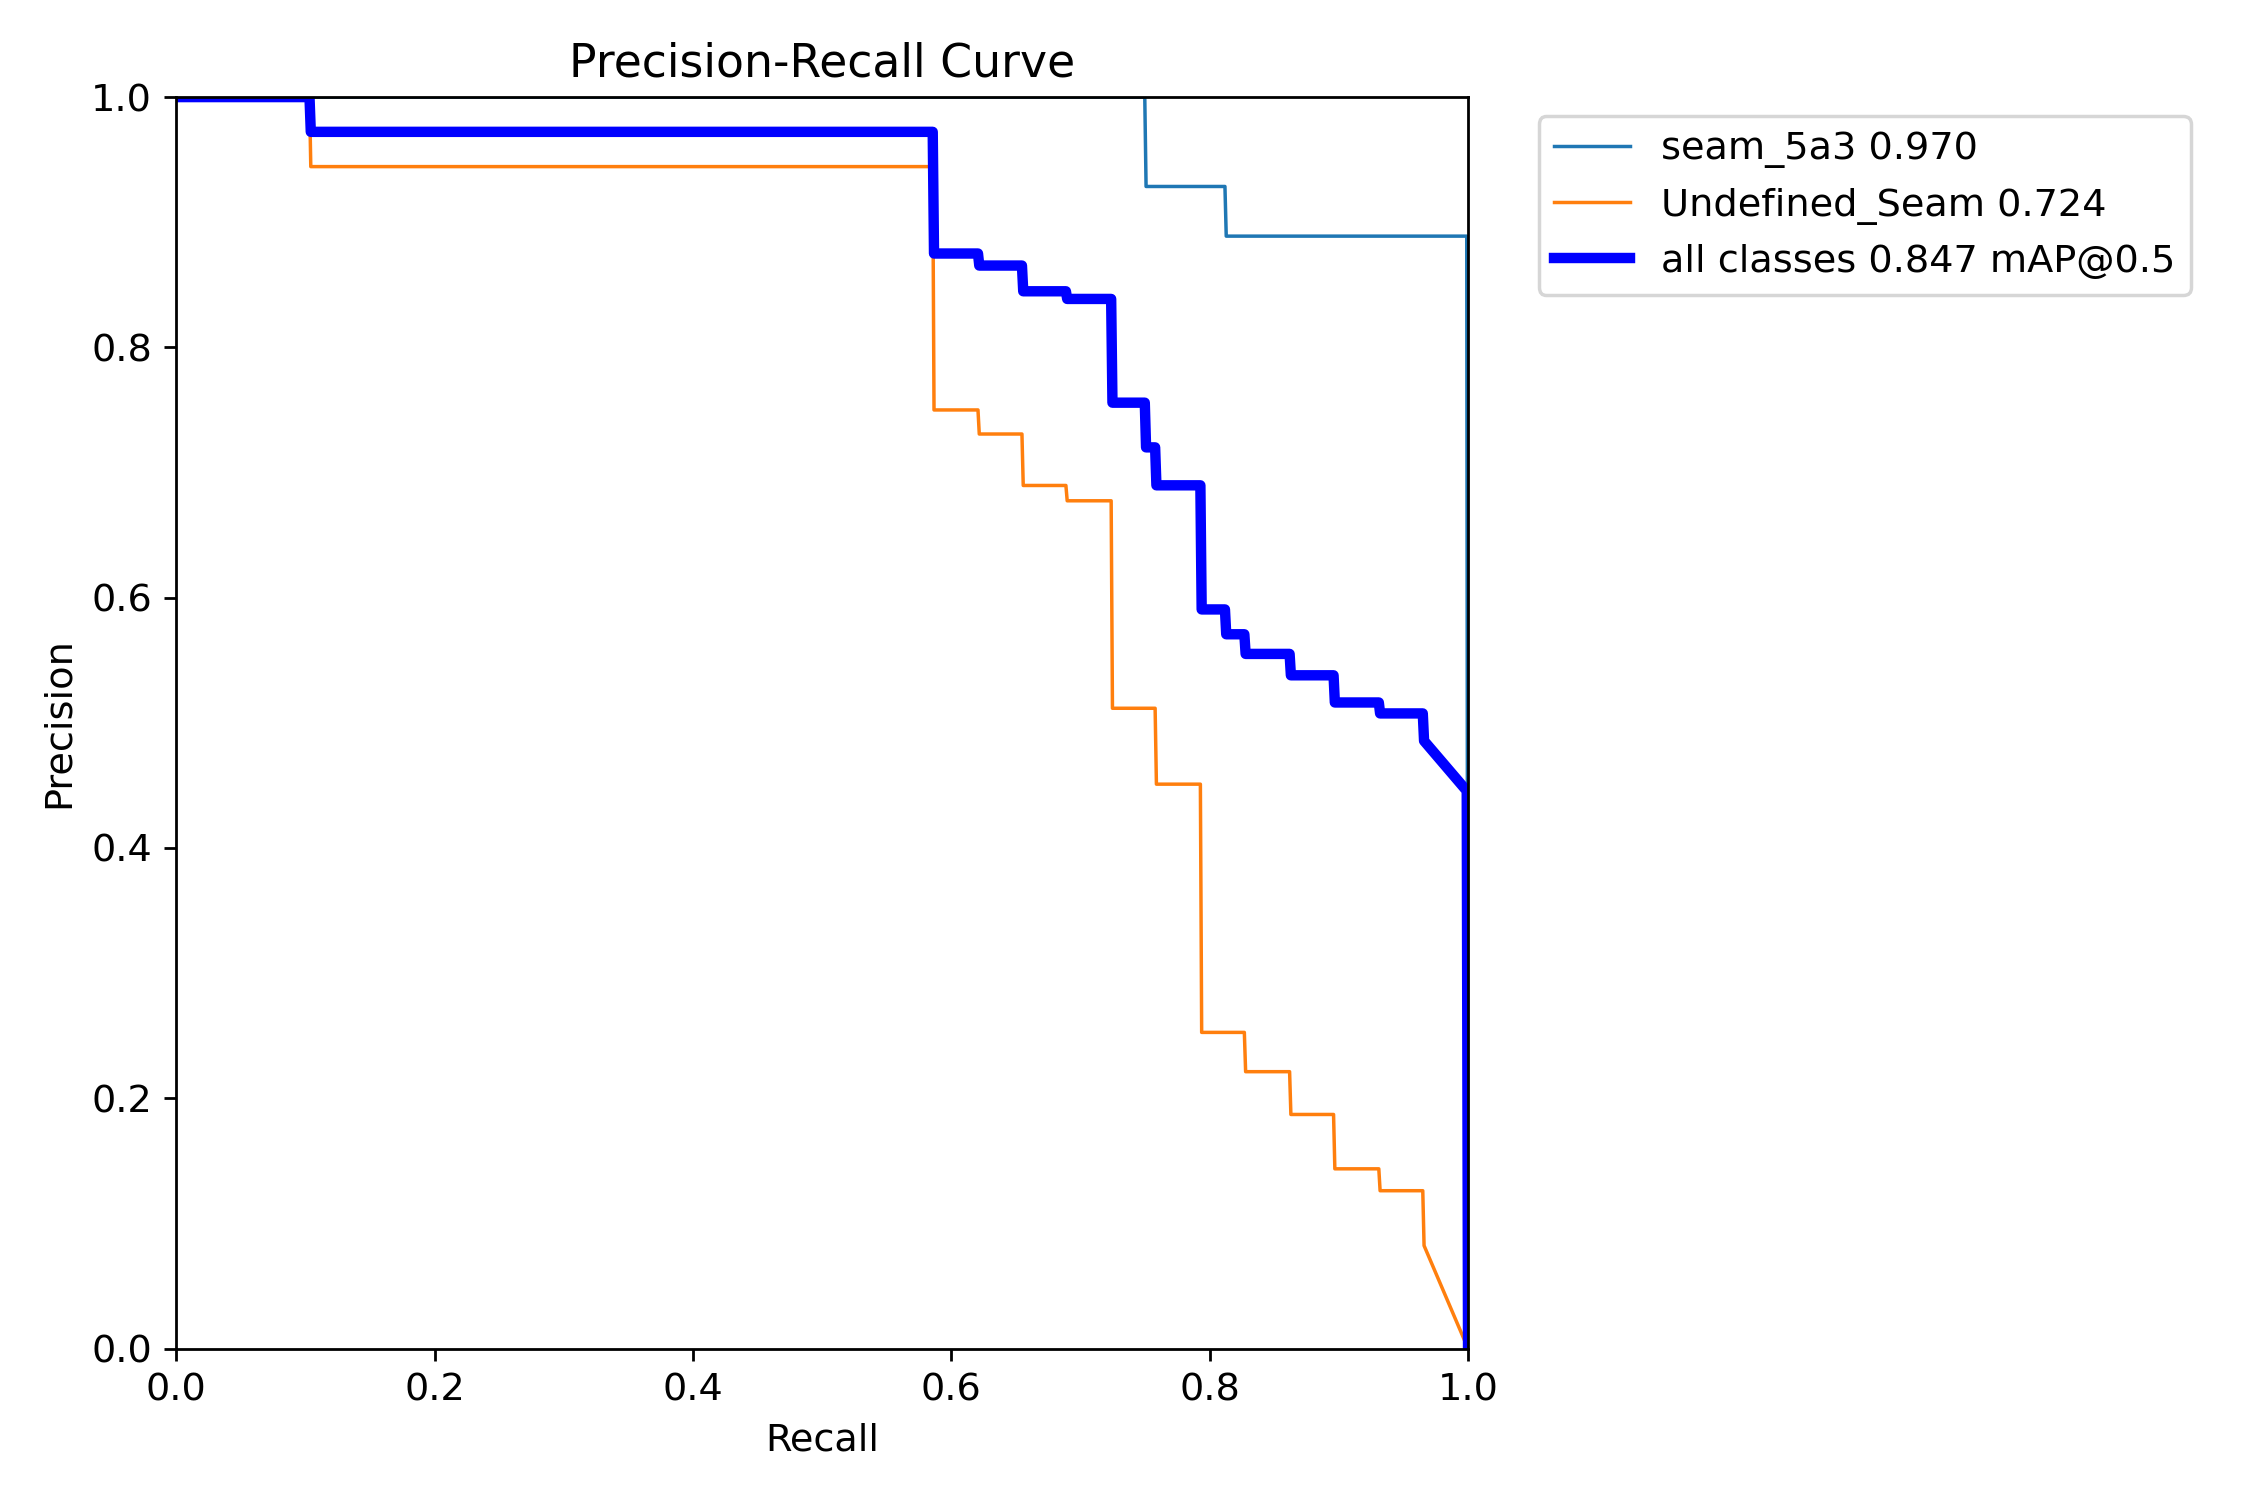 Precision-Recall Curve
seam_5a3 0.970
Undefined_Seam 0.724
all classes 0.847 mAP@0.5
1.0
0.8
0.6
0.4
0.2
0.0
Precision
0.0 0.2 0.4 0.6 0.8 1.0
Recall